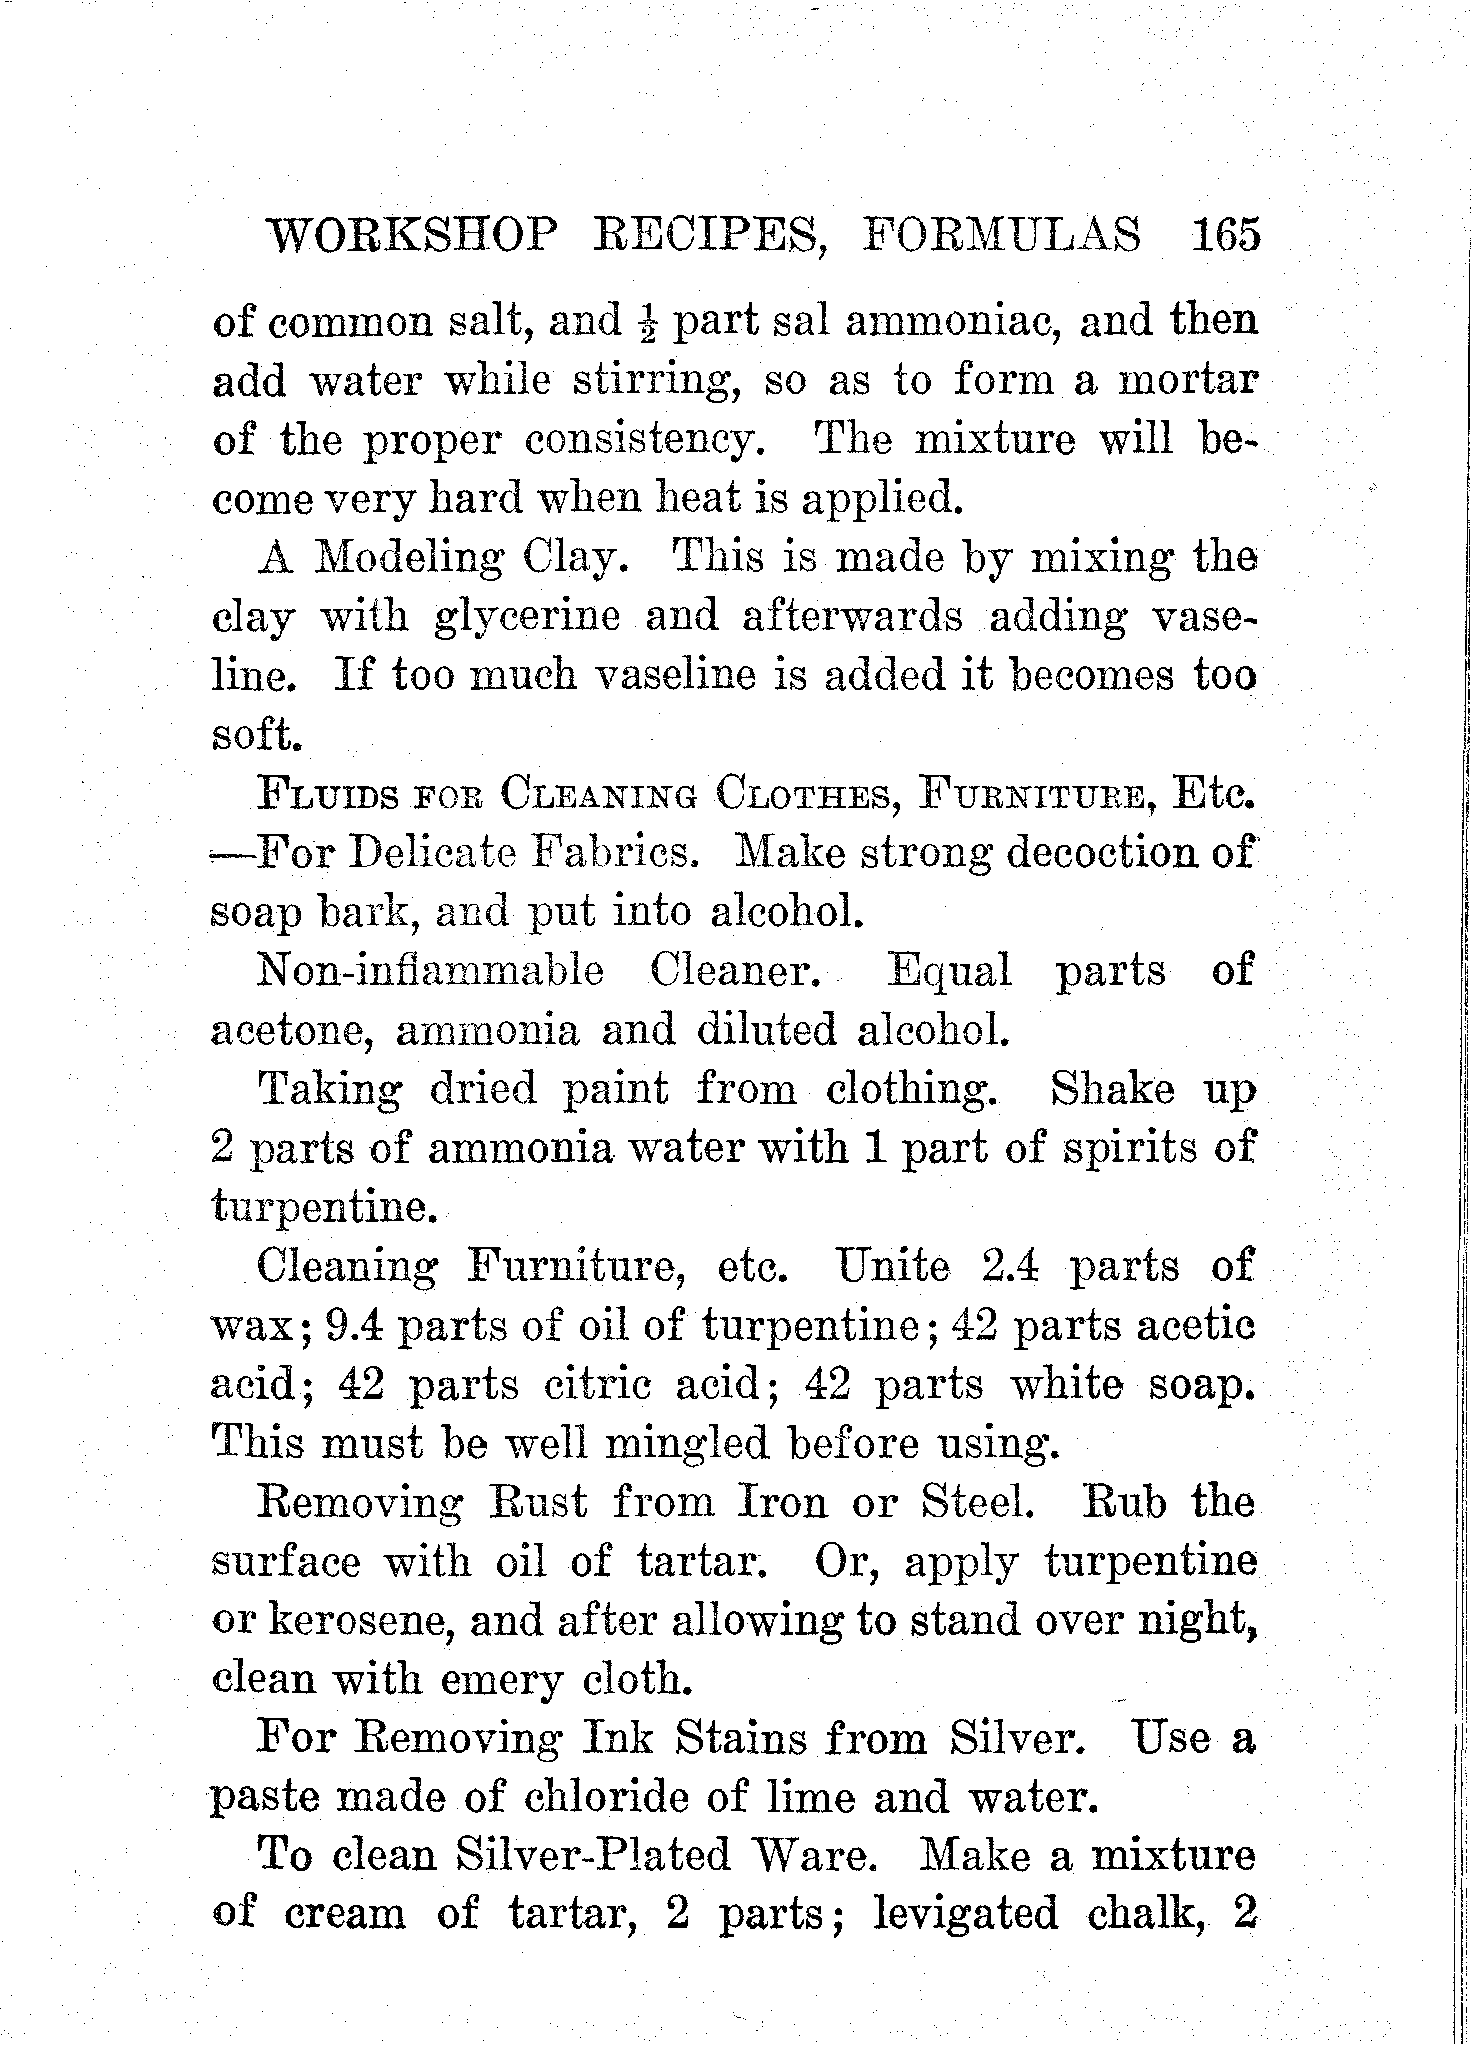 WORKSHOP RECIPES, FORMULAS 165
of common salt, and ½ part sal ammoniac, and then
add water while stirring, so as to form a mortar
of the proper consistency. The mixture will be-
come very hard when heat is applied.
A Modeling Clay. This is made by mixing the
clay with glycerine and afterwards adding vase-
line. If too much vaseline is added it becomes too
soft.
FLUIDS FOR CLEANING CLOTHES, FURNITURE, Etc.
—For Delicate Fabrics. Make strong decoction of
soap bark, and put into alcohol.
Non-inflammable Cleaner. Equal parts of
acetone, ammonia and diluted alcohol.
Taking dried paint from clothing. Shake up
2 parts of ammonia water with 1 part of spirits of
turpentine.
Cleaning Furniture, etc. Unite 2.4 parts of
wax; 9.4 parts of oil of turpentine; 42 parts acetic
acid; 42 parts citric acid; 42 parts white soap.
This must be well mingled before using.
Removing Rust from Iron or Steel. Rub the
surface with oil of tartar. Or, apply turpentine
or kerosene, and after allowing to stand over night,
clean with emery cloth.
For Removing Ink Stains from Silver. Use a
paste made of chloride of lime and water.
To clean Silver-Plated Ware. Make a mixture
of cream of tartar, 2 parts; levigated chalk, 2